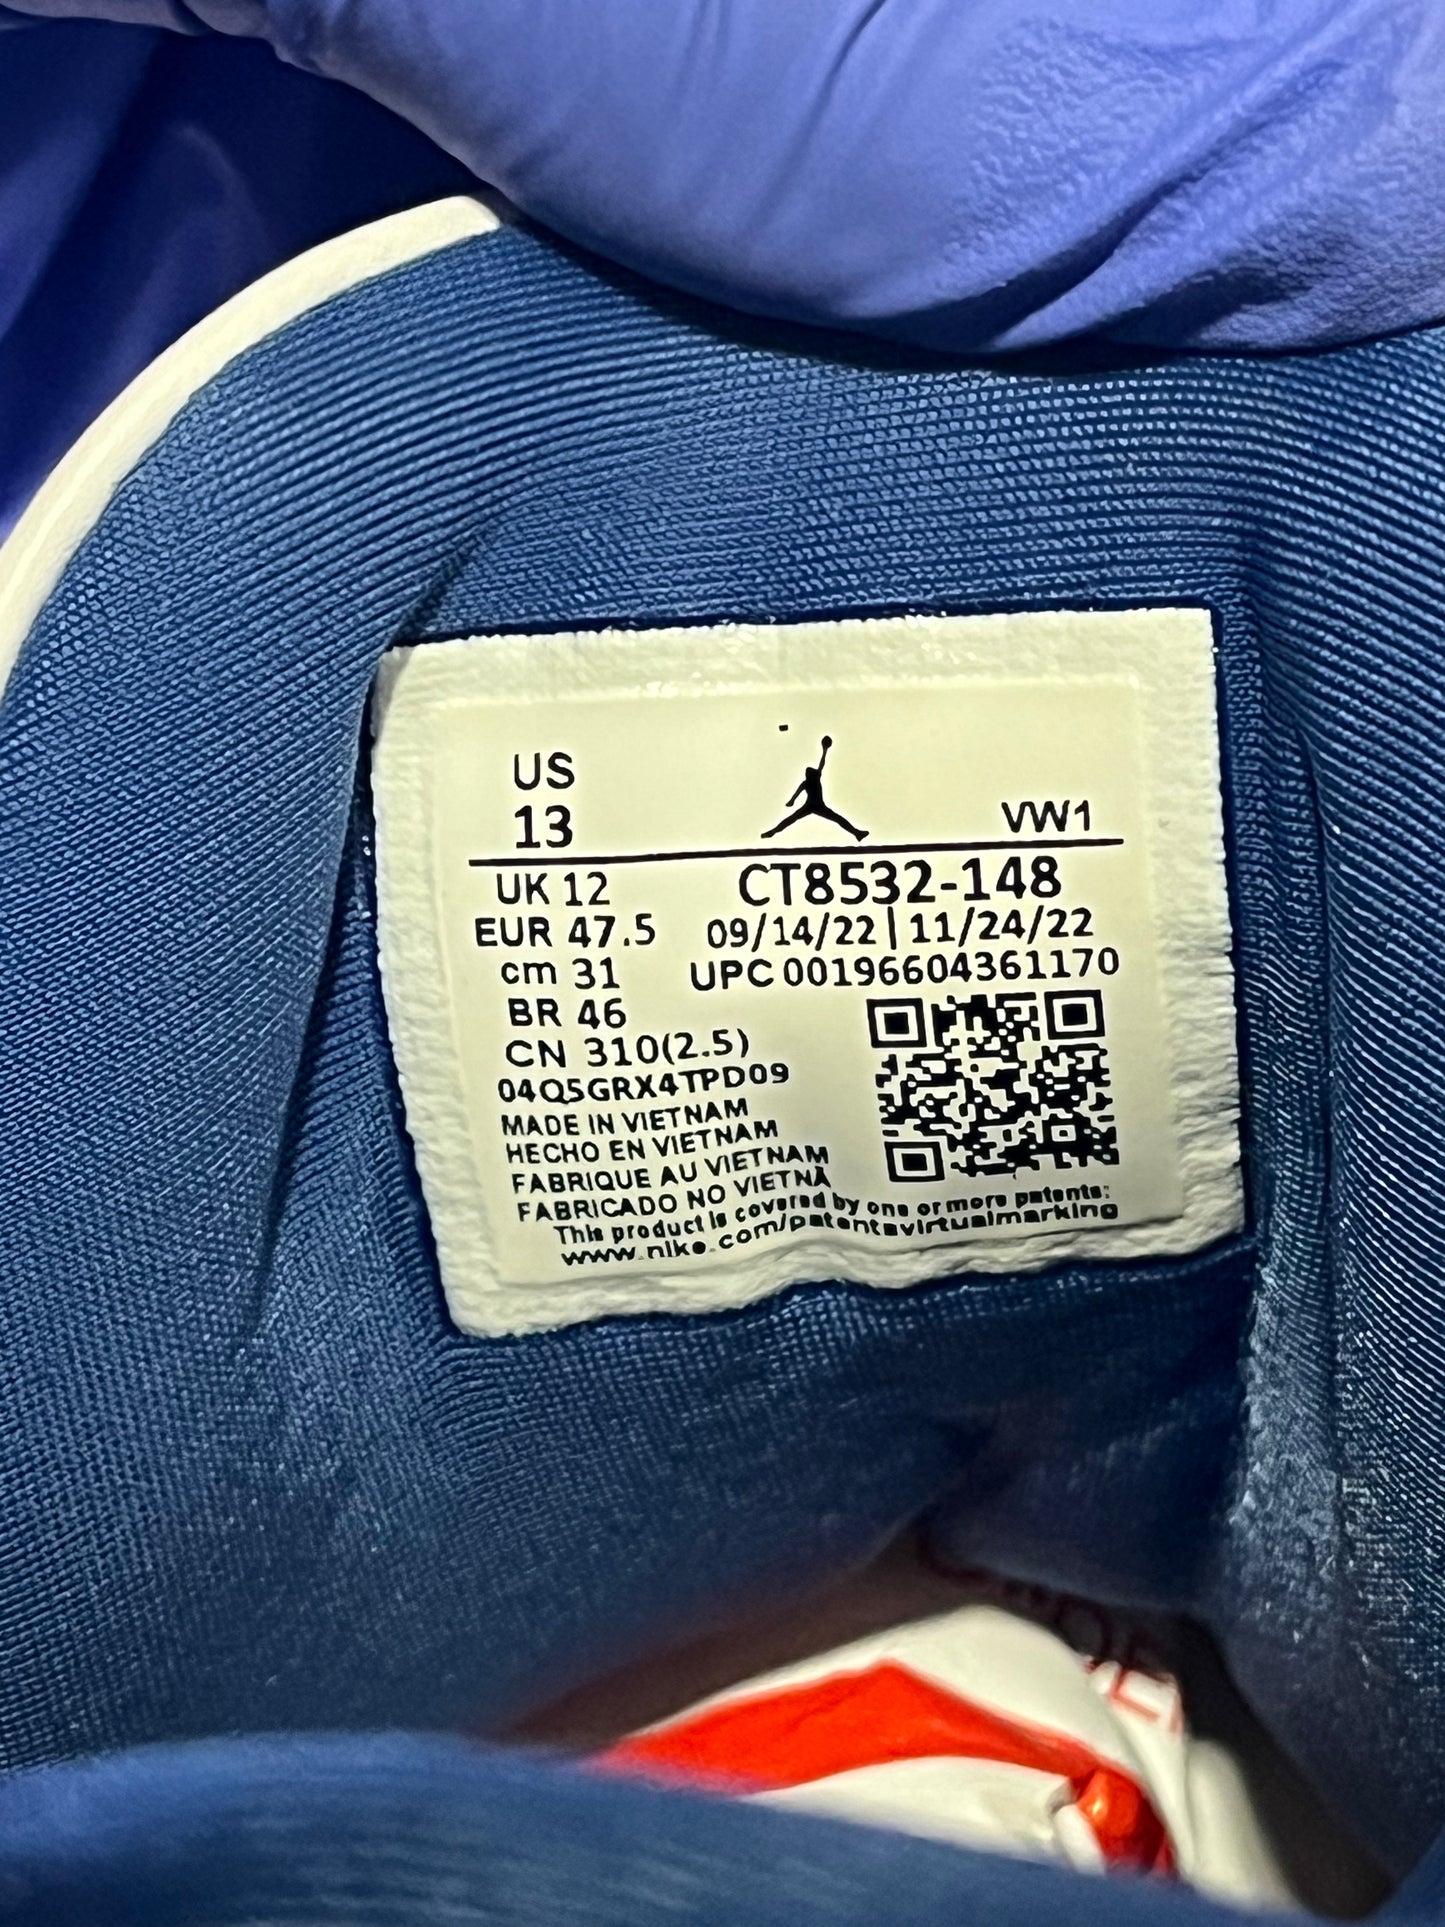 US
13
VW1
UK 12
CT8532-148
EUR 47.5
09/14/22 | 11/24/22
cm 31
UPC 00196604361170
BR 46
CN 310(2.5)
04Q5GRX4TPD09
MADE IN VIETNAM
HECHO EN VIETNAM
FABRIQUE AU VIETNAM
FABRICADO NO VIETNÃ
This product is covered by one or more patents:
www.nike.com/patentsvirtualmarking